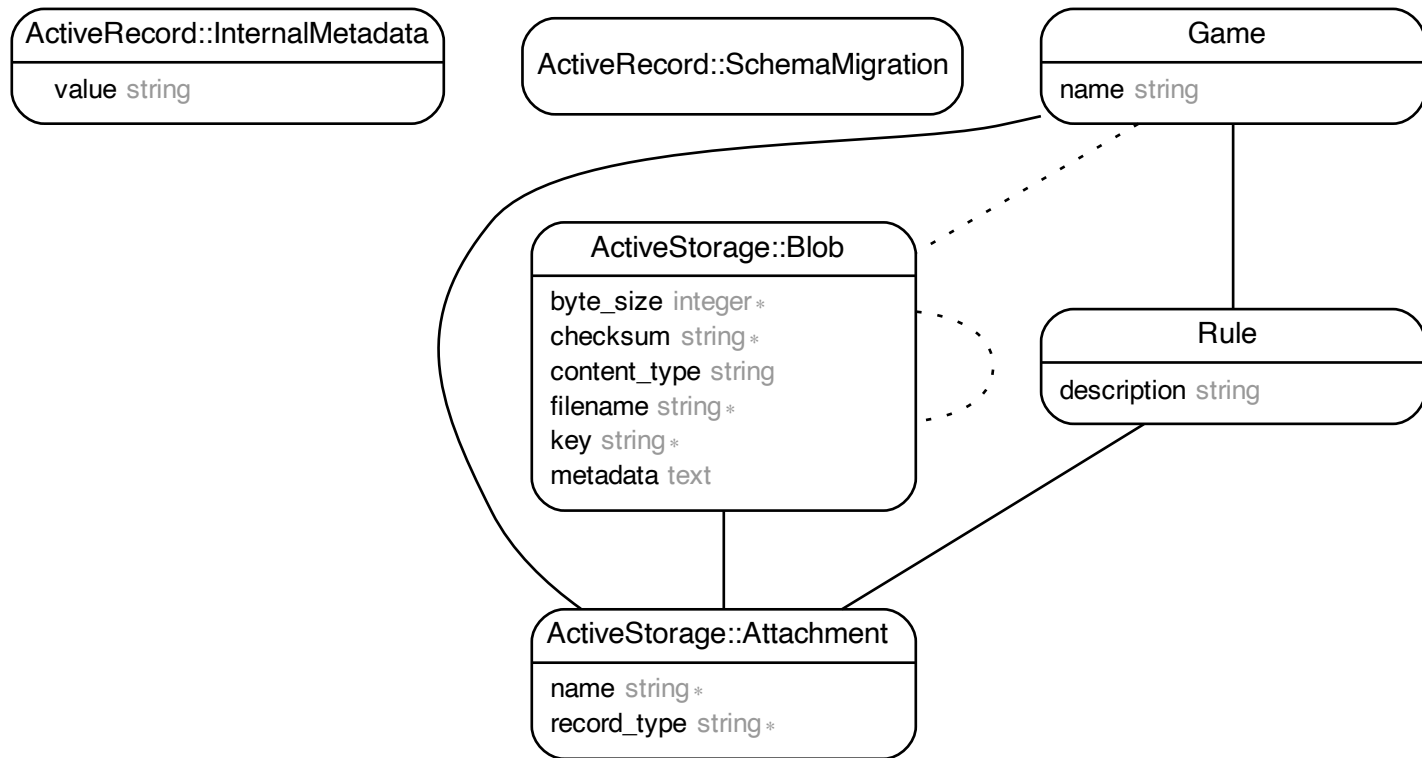 ActiveRecord::InternalMetadata
value string
ActiveRecord::SchemaMigration
Game
name string
ActiveStorage::Blob
byte_size integer*
checksum string*
content_type string
filename string*
key string*
metadata text
Rule
description string
ActiveStorage::Attachment
name string*
record_type string*